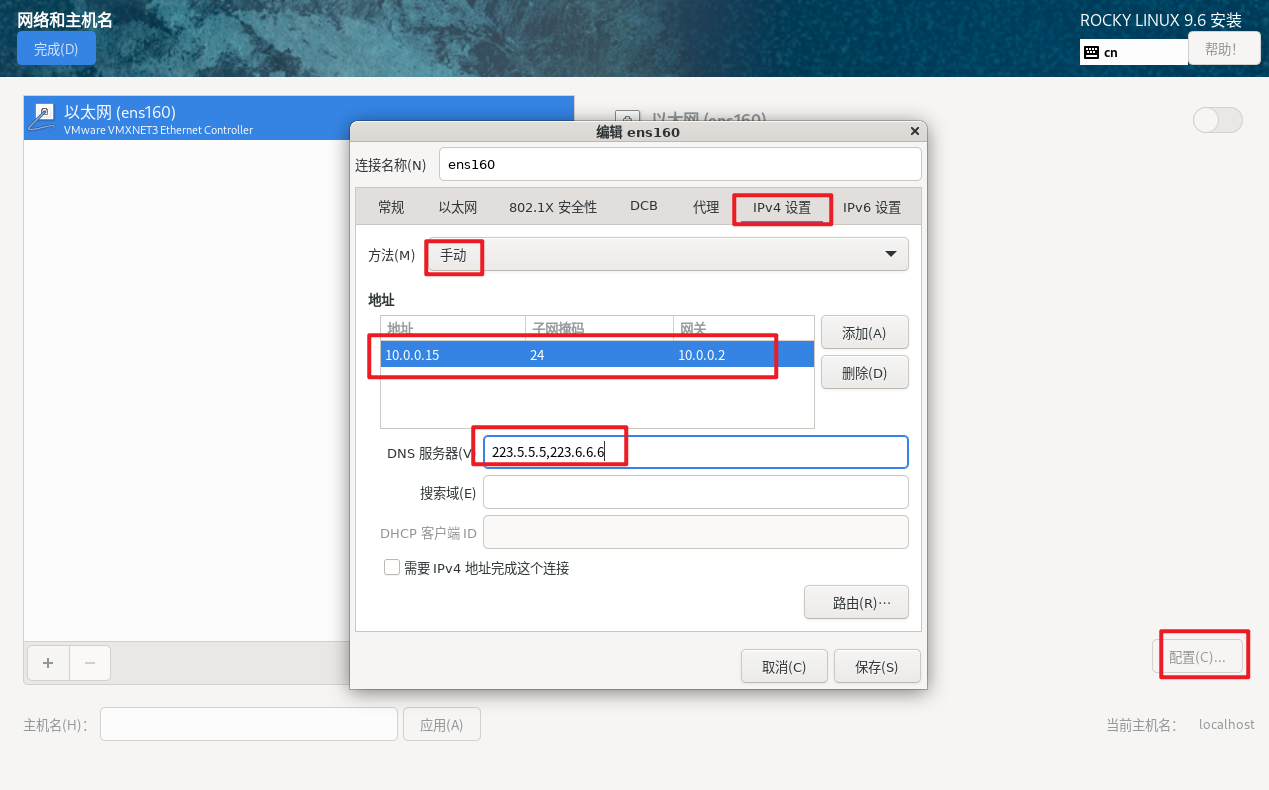 网络和主机名
ROCKY LINUX 9.6 安装
完成(D)
cn
帮助!
以太网 (ens160)
VMware VMXNET3 Ethernet Controller
以太网 (ens160)
编辑 ens160
连接名称(N)
ens160
常规
以太网
802.1X 安全性
DCB
代理
IPv4 设置
IPv6 设置
方法(M)
手动
地址
地址
子网掩码
网关
10.0.0.15
24
10.0.0.2
添加(A)
删除(D)
DNS 服务器(V
223.5.5.5,223.6.6.6
搜索域(E)
DHCP 客户端 ID
需要 IPv4 地址完成这个连接
路由(R)…
取消(C)
保存(S)
配置(C)...
主机名(H):
应用(A)
当前主机名:
localhost